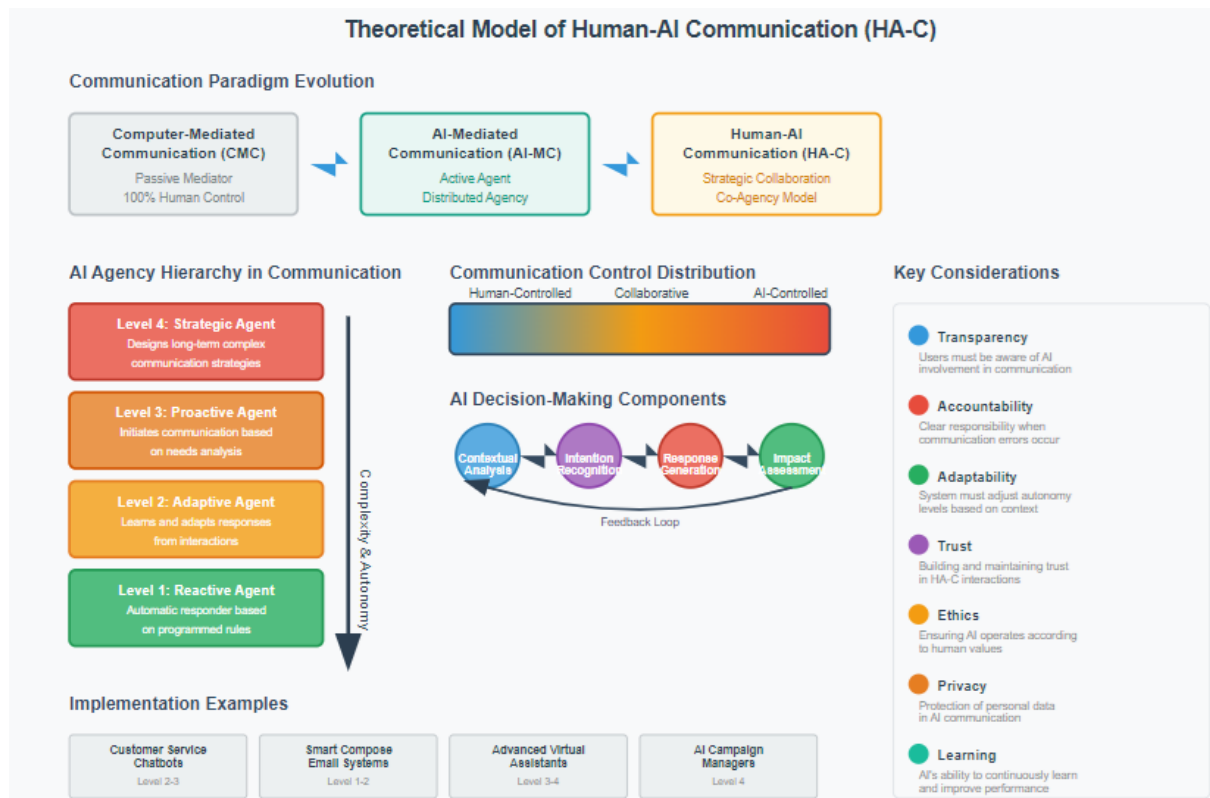 Theoretical Model of Human-AI Communication (HA-C)
Communication Paradigm Evolution
Computer-Mediated
Communication (CMC)
Passive Mediator
100% Human Control
AI-Mediated
Communication (AI-MC)
Active Agent
Distributed Agency
Human-AI
Communication (HA-C)
Strategic Collaboration
Co-Agency Model
AI Agency Hierarchy in Communication
Level 4: Strategic Agent
Designs long-term complex
communication strategies
Level 3: Proactive Agent
Initiates communication based
on needs analysis
Level 2: Adaptive Agent
Learns and adapts responses
from interactions
Level 1: Reactive Agent
Automatic responder based
on programmed rules
Complexity & Autonomy
Communication Control Distribution
Human-Controlled
Collaborative
AI-Controlled
AI Decision-Making Components
Contextual
Analysis
Intention
Recognition
Response
Generation
Impact
Assessment
Feedback Loop
Key Considerations
Transparency
Users must be aware of AI
involvement in communication
Accountability
Clear responsibility when
communication errors occur
Adaptability
System must adjust autonomy
levels based on context
Trust
Building and maintaining trust
in HA-C interactions
Ethics
Ensuring AI operates according
to human values
Privacy
Protection of personal data
in AI communication
Learning
AI's ability to continuously learn
and improve performance
Implementation Examples
Customer Service
Chatbots
Level 2-3
Smart Compose
Email Systems
Level 1-2
Advanced Virtual
Assistants
Level 3-4
AI Campaign
Managers
Level 4